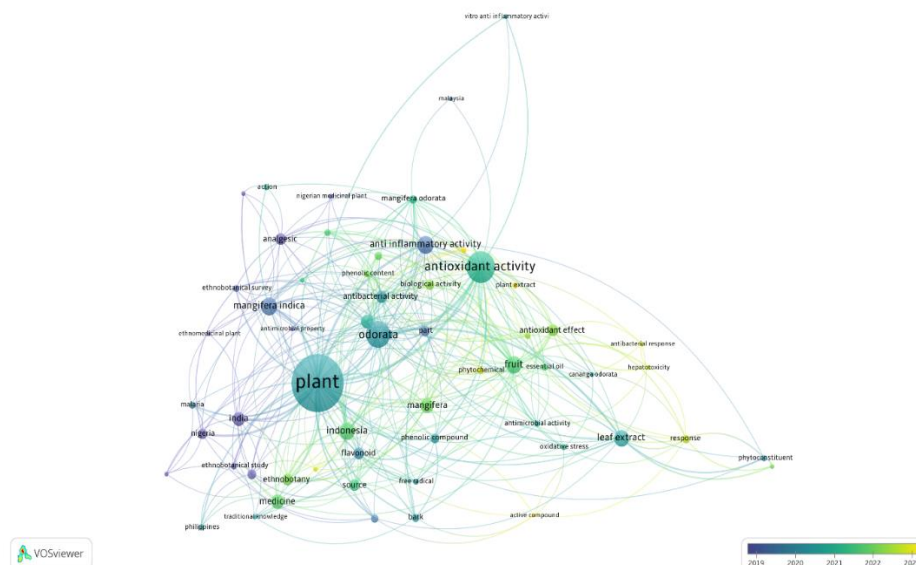 vitro anti inflammatory activi
malaysia
action
nigerian medicinal plant
mangifera odorata
analgesic
anti inflammatory activity
antioxidant activity
phenolic content
biological activity
plant extract
ethnobotanical survey
antibacterial activity
mangifera indica
ethnomedicinal plant
antimicrobial property
odorata
part
antioxidant effect
antibacterial response
fruit
essential oil
hepatotoxicity
phytochemical
cananga odorata
plant
malaria
mangifera
india
antimicrobial activity
nigeria
indonesia
phenolic compound
leaf extract
response
oxidative stress
flavonoid
phytoconstituent
ethnobotanical study
ethnobotany
source
free radical
medicine
traditional knowledge
bark
active compound
philippines
VOSviewer
2019 2020 2021 2022